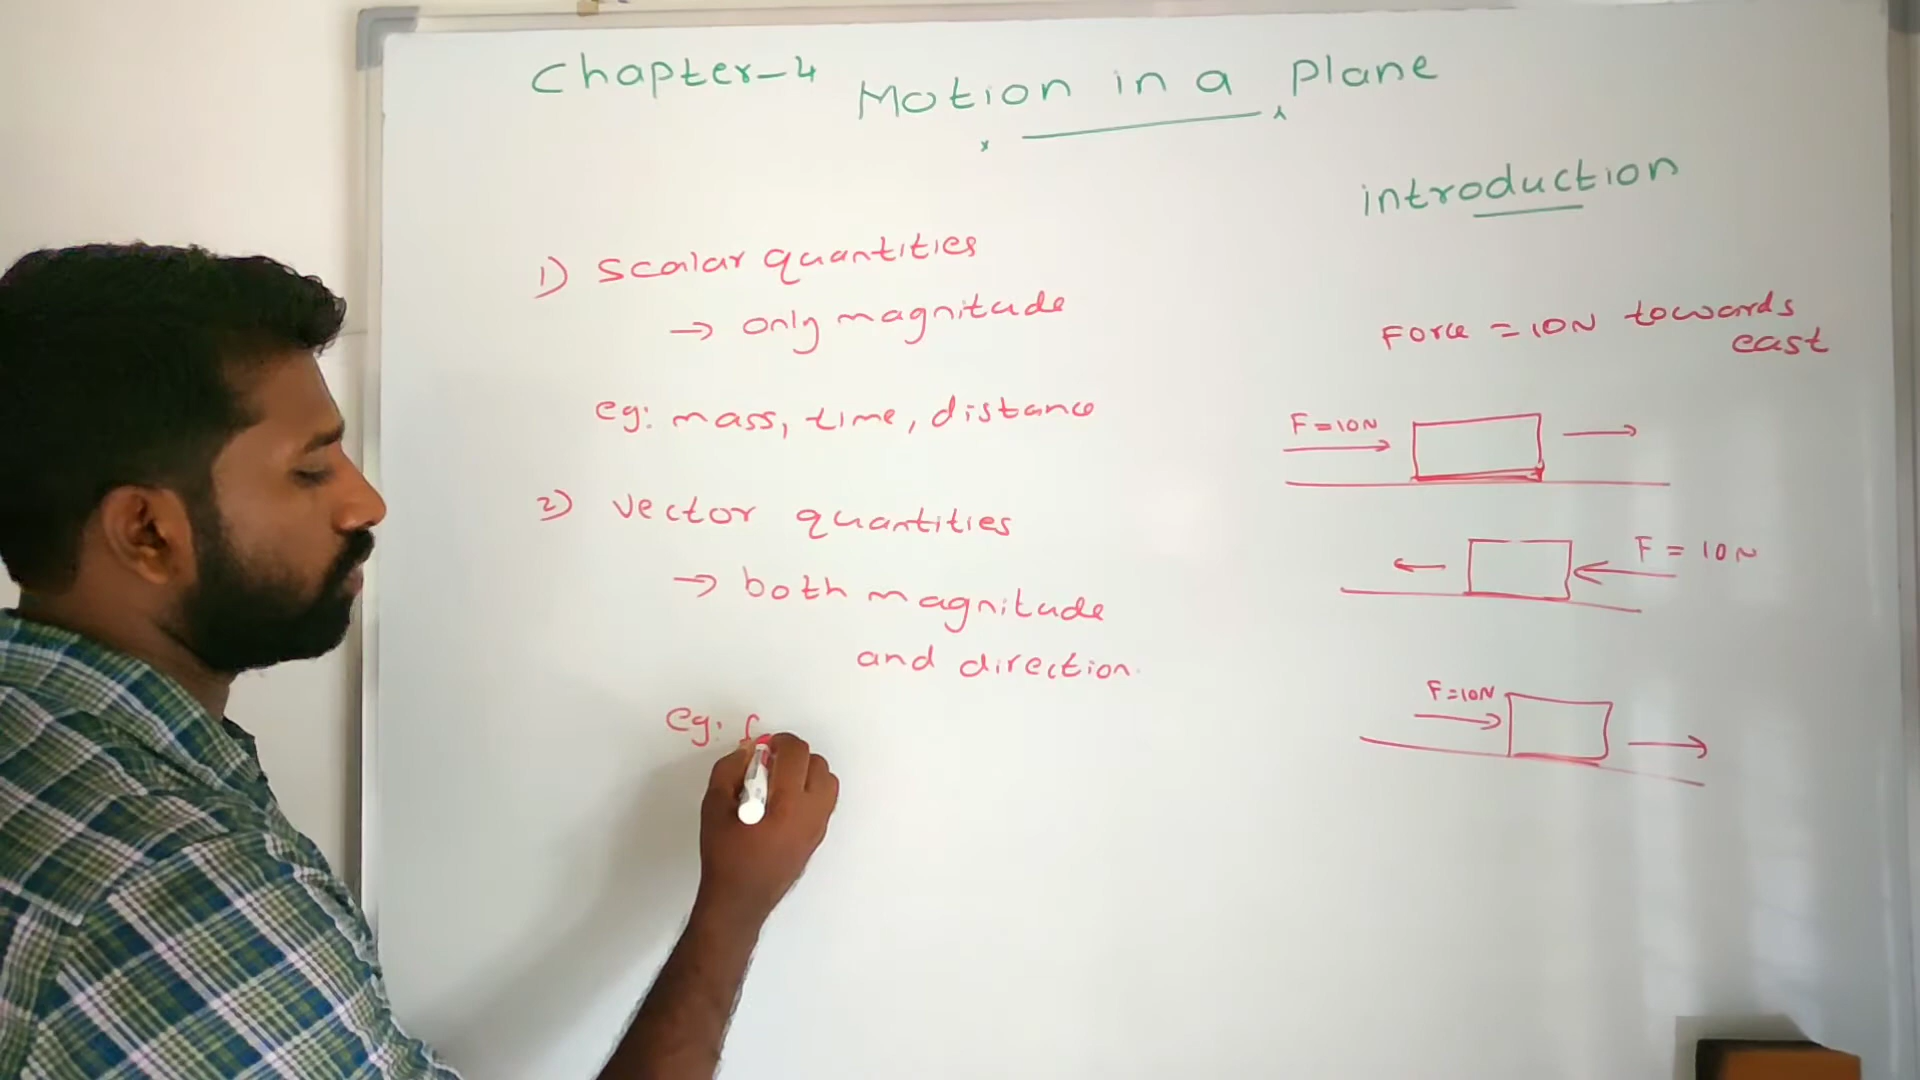 Chapter-4 Motion in a plane
introduction
1) scalar quantities
→ only magnitude
eg: mass, time, distance
2) vector quantities
→ both magnitude
and direction.
eg: f
Force = 10N towards
east
F=10N
F = 10N
F=10N